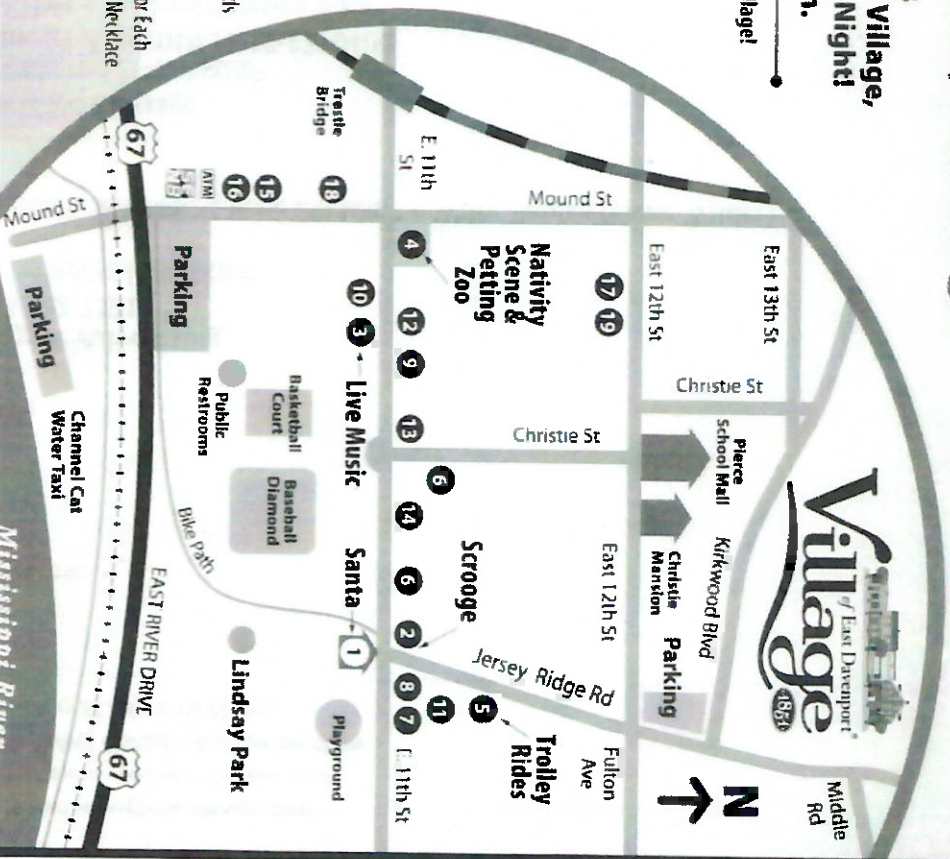 Village,
Night!
lage!
or Each
Necklace
Village
of East Davenport
1856
N
Middle
Rd
East 13th St
East 12th St
Mound St
Christie St
Pierce
School Mall
Kirkwood Blvd
Christie
Mansion
Parking
Fulton
Ave
17
19
Christie St
East 12th St
Jersey Ridge Rd
Nativity
Scene &
Petting
Zoo
Scrooge
5
Trolley
Rides
6
11
E. 11th
St
4
12
9
13
14
6
2
8
7
E. 11th St
Trestle
Bridge
18
10
3
Live Music
Santa
1
Playground
15
16
ATM
Basketball
Court
Baseball
Diamond
Parking
Public
Restrooms
Lindsay Park
Bike Path
67
EAST RIVER DRIVE
67
Mound St
Parking
Channel Cat
Water Taxi
Mississippi River